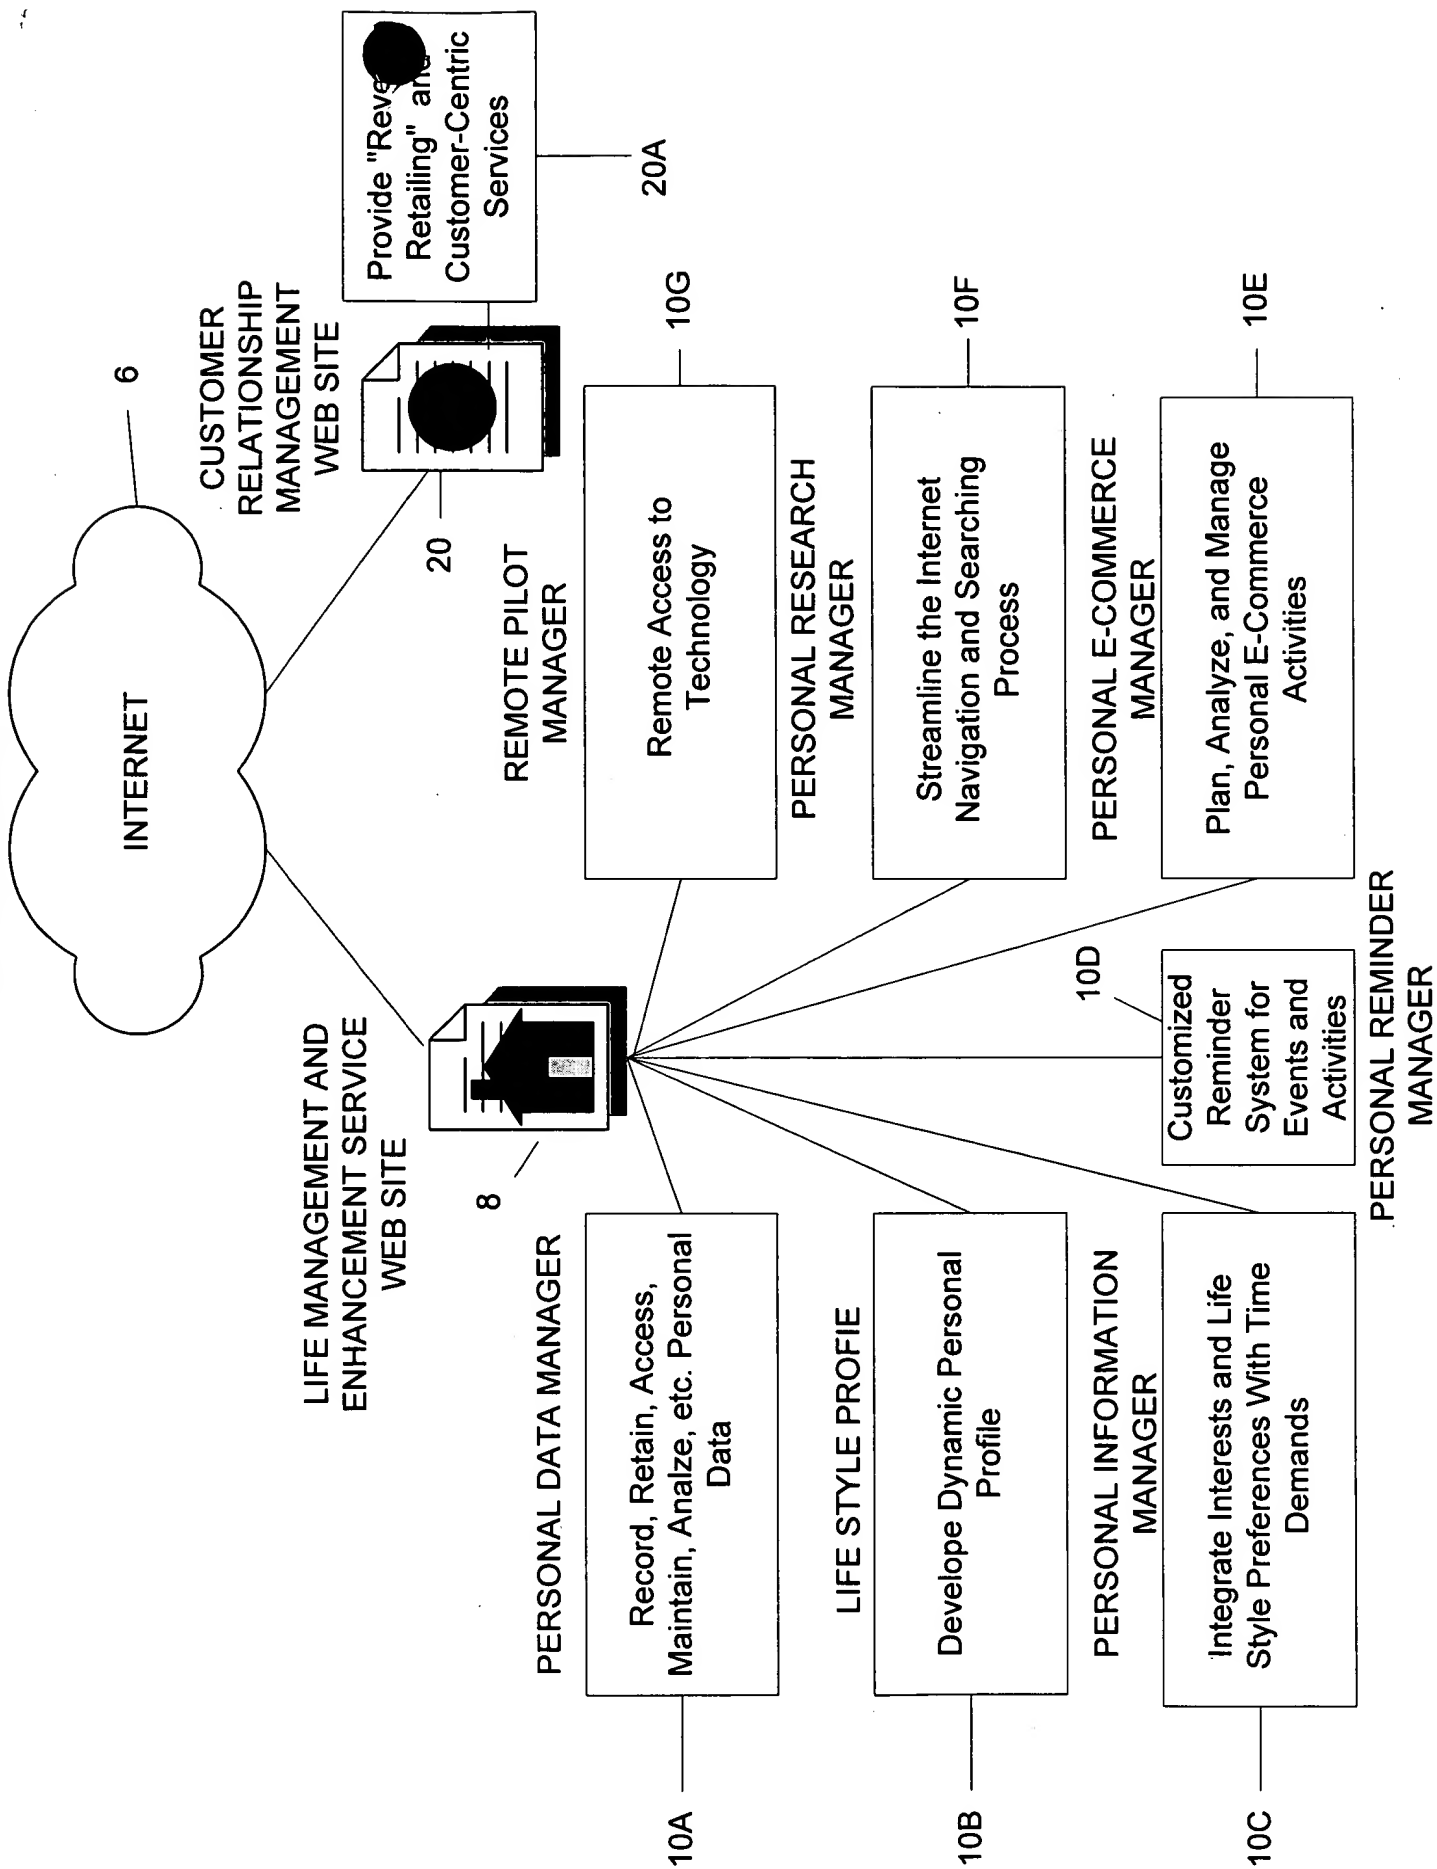 6
INTERNET
CUSTOMER
RELATIONSHIP
MANAGEMENT
WEB SITE
20
Provide
Retailing"
Customer-Centric
Services
20A
LIFE MANAGEMENT AND
ENHANCEMENT SERVICE
WEB SITE
8
PERSONAL DATA MANAGER
Record, Retain, Access,
Maintain, Analze, etc. Personal
Data
10A
LIFE STYLE PROFIE
Develope Dynamic Personal
Profile
10B
PERSONAL INFORMATION
MANAGER
Integrate Interests and Life
Style Preferences With Time
Demands
10C
10D
Customized
Reminder
System for
Events and
Activities
PERSONAL REMINDER
MANAGER
REMOTE PILOT
MANAGER
Remote Access to
Technology
10G
PERSONAL RESEARCH
MANAGER
Streamline the Internet
Navigation and Searching
Process
10F
PERSONAL E-COMMERCE
MANAGER
Plan, Analyze, and Manage
Personal E-Commerce
Activities
10E